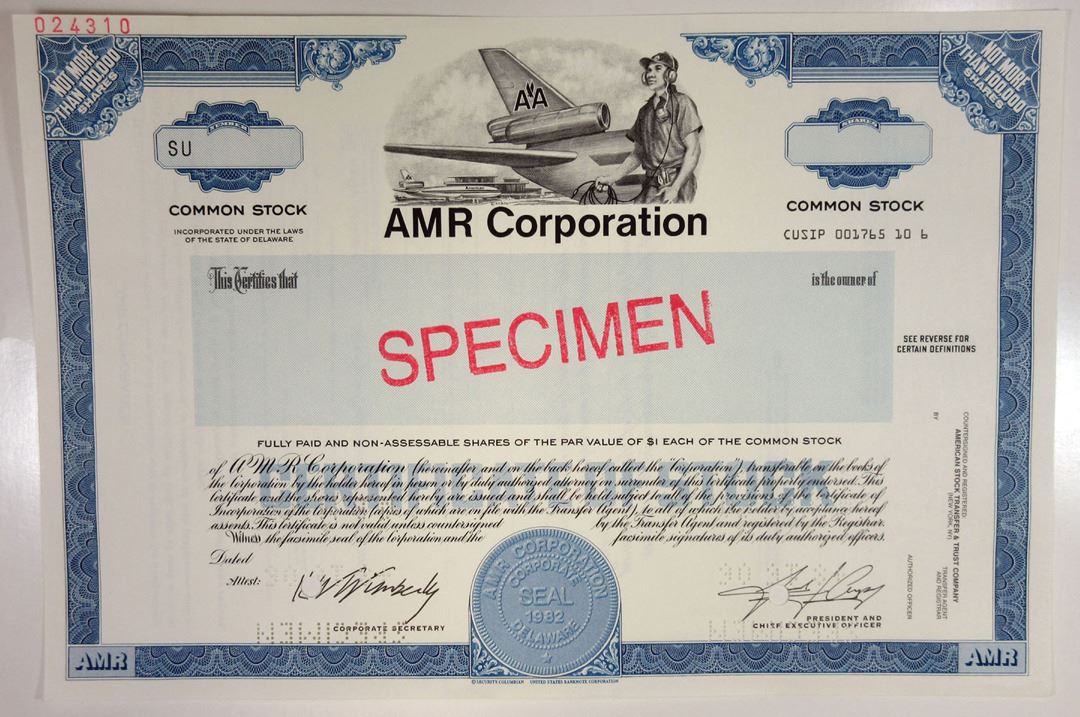 024310
NOT MORE
THAN 100,000
SHARES
NOT MORE
THAN 100,000
SHARES
AA
American
NUMBER
SU
SHARES
COMMON STOCK
INCORPORATED UNDER THE LAWS
OF THE STATE OF DELAWARE
COMMON STOCK
CUSIP 001765 10 6
AMR Corporation
This Certifies that
is the owner of
SPECIMEN
SEE REVERSE FOR
CERTAIN DEFINITIONS
FULLY PAID AND NON-ASSESSABLE SHARES OF THE PAR VALUE OF $1 EACH OF THE COMMON STOCK
of AMR Corporation (hereinafter and on the back hereof called the "Corporation"), transferable on the books of
the Corporation by the holder hereof in person or by duly authorized attorney on surrender of this certificate properly endorsed. This
certificate and the shares represented hereby are issued and shall be held subject to all of the provisions of the Certificate of
Incorporation of the Corporation (copies of which are on file with the Transfer Agent), to all of which the holder by acceptance hereof
assents. This certificate is not valid unless countersigned by the Transfer Agent and registered by the Registrar.
Witness the facsimile seal of the Corporation and the facsimile signatures of its duly authorized officers.
Dated
Attest:
CORPORATE SECRETARY
AMR CORPORATION
CORPORATE
SEAL
1982
DELAWARE
PRESIDENT AND
CHIEF EXECUTIVE OFFICER
COUNTERSIGNED AND REGISTERED:
AMERICAN STOCK TRANSFER & TRUST COMPANY
(NEW YORK, NY)
TRANSFER AGENT
AND REGISTRAR
BY
AUTHORIZED OFFICER
AMR
AMR
© SECURITY-COLUMBIAN UNITED STATES BANKNOTE CORPORATION